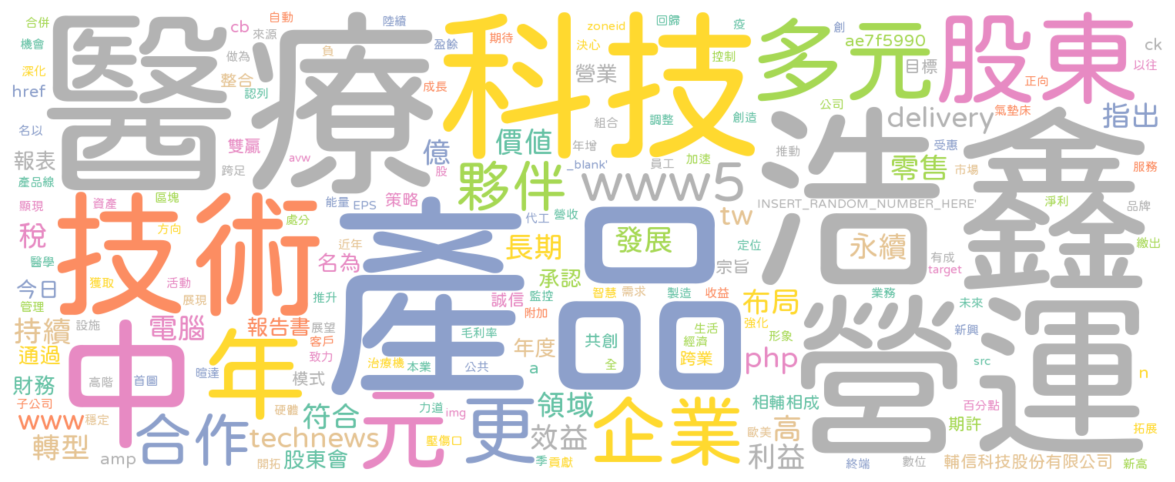 合併
自動
陸續
zoneid
回歸
疫
創
ae7f5990
ck
機會
cb
來源
負
盈餘
期待
決心
控制
多元
股東
以往
深化
做為
醫療
科技
營業
目標
正向
href
整合
認列
成長
公司
氣墊床
指出
名以
雙贏
價值
組合
調整
創造
delivery
報表
跨足
avw
億
年增
員工
加速
推動
受惠
零售
市場
服務
產品線
區塊
股
夥伴
_blank'
www5
浩鑫
顯現
資產
能量
EPS
策略
代工
營收
INSERT_RANDOM_NUMBER_HERE'
淨利
品牌
稅
方向
處分
技術
產品
tw
發展
永續
繳出
醫學
近年
長期
定位
宗旨
有成
target
今日
獲取
活動
名為
承認
誠信
監控
智慧
需求
製造
收益
業務
管理
展現
推升
附加
布局
未來
持續
設施
電腦
報告書
展望
客戶
毛利率
共創
生活
經濟
強化
形象
新興
通過
中
年
致力
年度
跨業
php
營運
src
財務
高階
首圖
暄達
模式
治療機
本業
公共
a
全
n
子公司
www
穩定
硬體
符合
元
力道
img
更
領域
企業
相輔相成
期許
百分點
拓展
轉型
合作
technews
壓傷口
效益
歐美
高
amp
開拓
股東會
季
貢獻
利益
終端
數位
輔信科技股份有限公司
新高